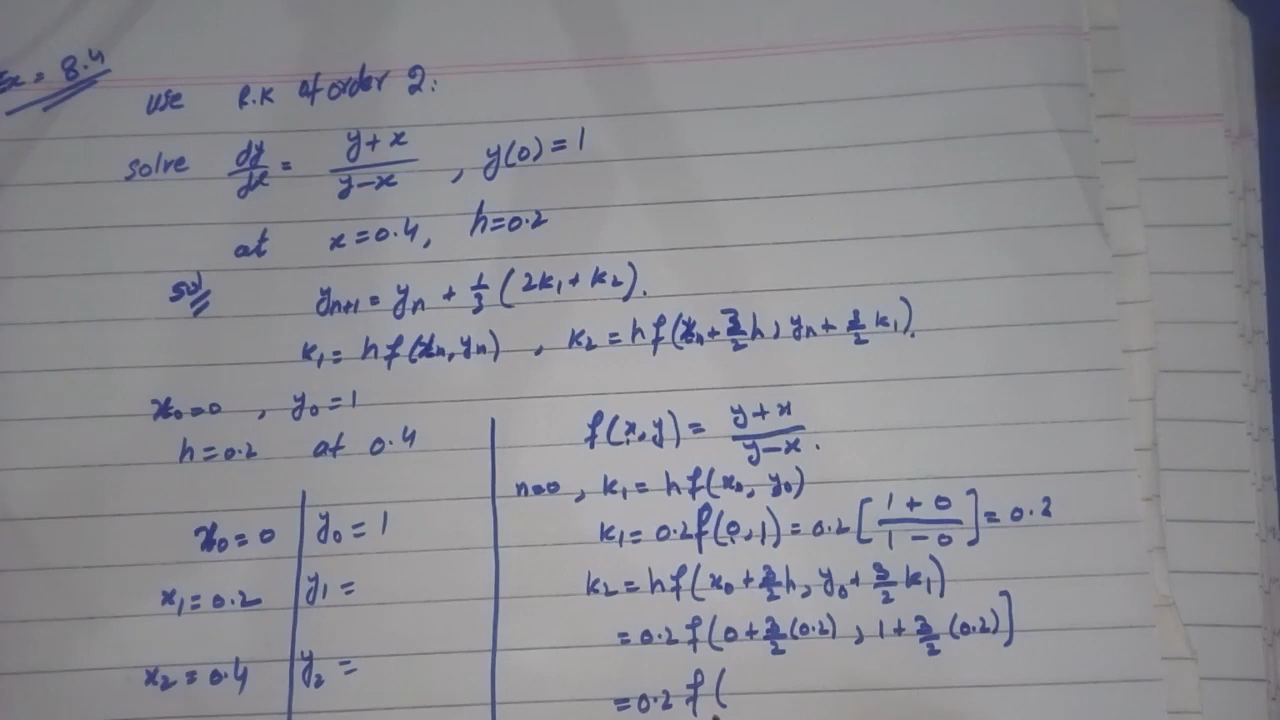 Ex = 8.4
Use R.K of order 2:
Solve dy/dx = y+x/y-x , y(0)=1
at x=0.4, h=0.2
Sol
yn+1 = yn + 1/3 (2k1 + k2).
k1 = hf(xn, yn) , k2 = hf(xn + 3/2 h, yn + 3/2 k1).
x0=0 , y0=1
h=0.2 at 0.4
x0=0 y0=1
x1=0.2 y1=
x2=0.4 y2=
f(x,y) = y+x/y-x .
n=0 , k1 = hf(x0, y0)
k1 = 0.2f(0,1) = 0.2[1+0/1-0] = 0.2
k2 = hf(x0 + 3/2 h, y0 + 3/2 k1)
= 0.2 f(0 + 3/2 (0.2) , 1 + 3/2 (0.2)]
= 0.2 f(